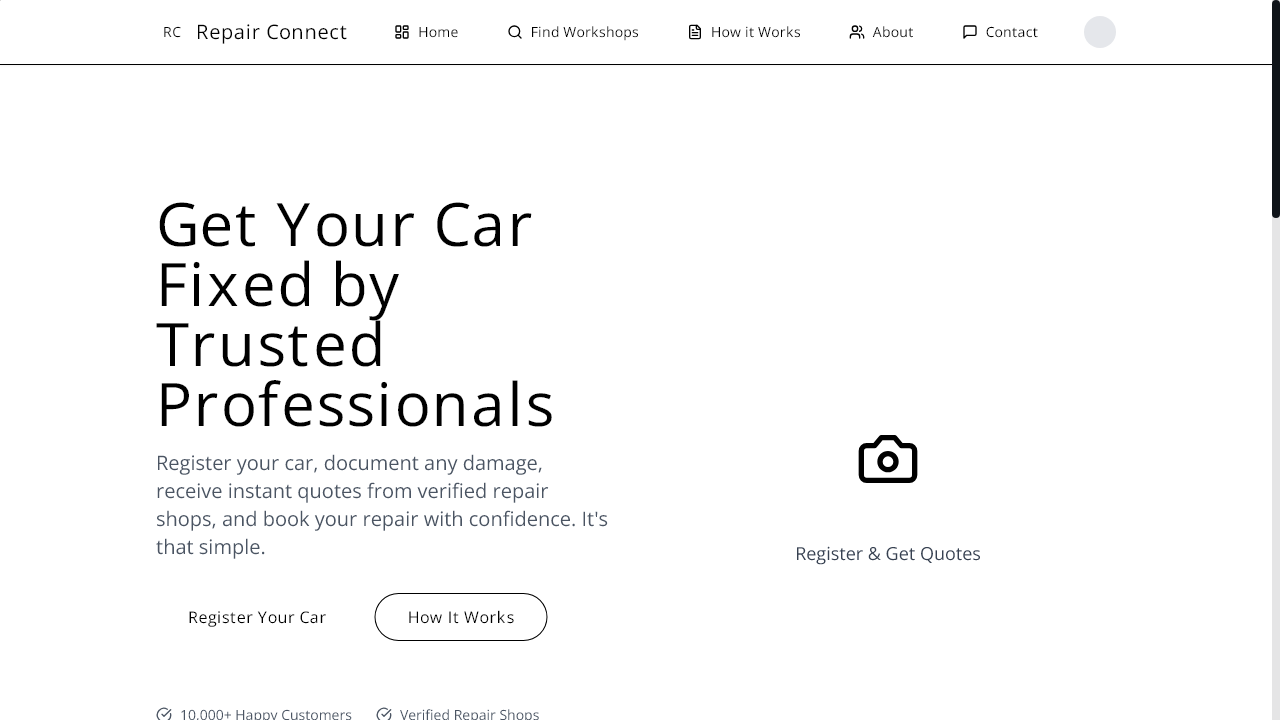 RC Repair Connect Home Find Workshops How it Works About Contact
Get Your Car
Fixed by
Trusted
Professionals
Register your car, document any damage,
receive instant quotes from verified repair
shops, and book your repair with confidence. It's
that simple.
Register Your Car How It Works
10,000+ Happy Customers Verified Repair Shops
Register & Get Quotes